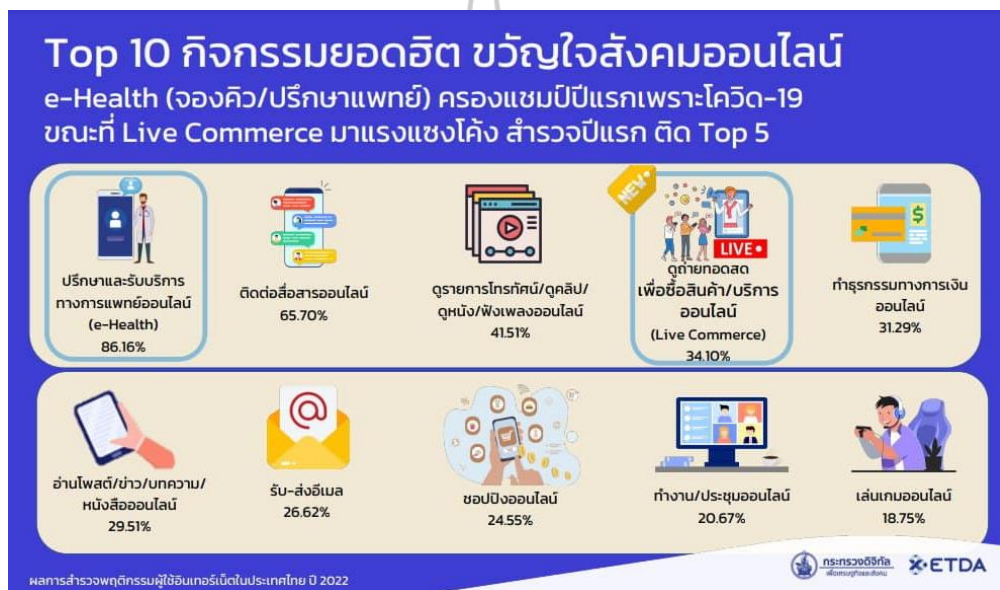 Top 10 กิจกรรมยอดฮิต ขวัญใจสังคมออนไลน์
e-Health (จองคิว/ปรึกษาแพทย์) ครองแชมป์ปีแรกเพราะโควิด-19
ขณะที่ Live Commerce มาแรงแซงโค้ง สำรวจปีแรก ติด Top 5
ปรึกษาและรับบริการ
ทางการแพทย์ออนไลน์
(e-Health)
86.16%
ติดต่อสื่อสารออนไลน์
65.70%
ดูรายการโทรทัศน์/ดูคลิป/
ดูหนัง/ฟังเพลงออนไลน์
41.51%
NEW
LIVE
ดูถ่ายทอดสด
เพื่อซื้อสินค้า/บริการ
ออนไลน์
(Live Commerce)
34.10%
$
ทำธุรกรรมทางการเงิน
ออนไลน์
31.29%
อ่านโพสต์/ข่าว/บทความ/
หนังสือออนไลน์
29.51%
@
รับ-ส่งอีเมล
26.62%
ชอปปิงออนไลน์
24.55%
ทำงาน/ประชุมออนไลน์
20.67%
เล่นเกมออนไลน์
18.75%
ผลการสำรวจพฤติกรรมผู้ใช้อินเทอร์เน็ตในประเทศไทย ปี 2022
กระทรวงดิจิทัล
เพื่อเศรษฐกิจและสังคม
ETDA